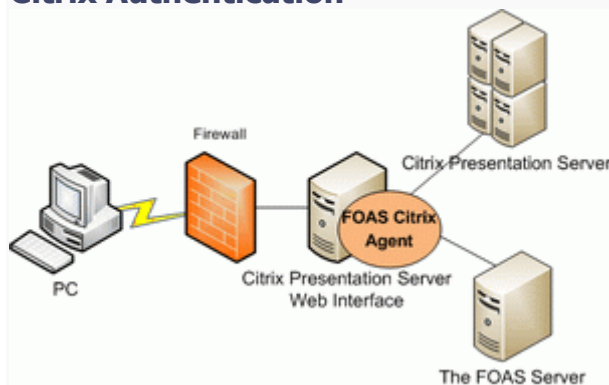 Citrix Authentication
Firewall
Citrix Presentation Server
FOAS Citrix
Agent
PC
Citrix Presentation Server
Web Interface
The FOAS Server